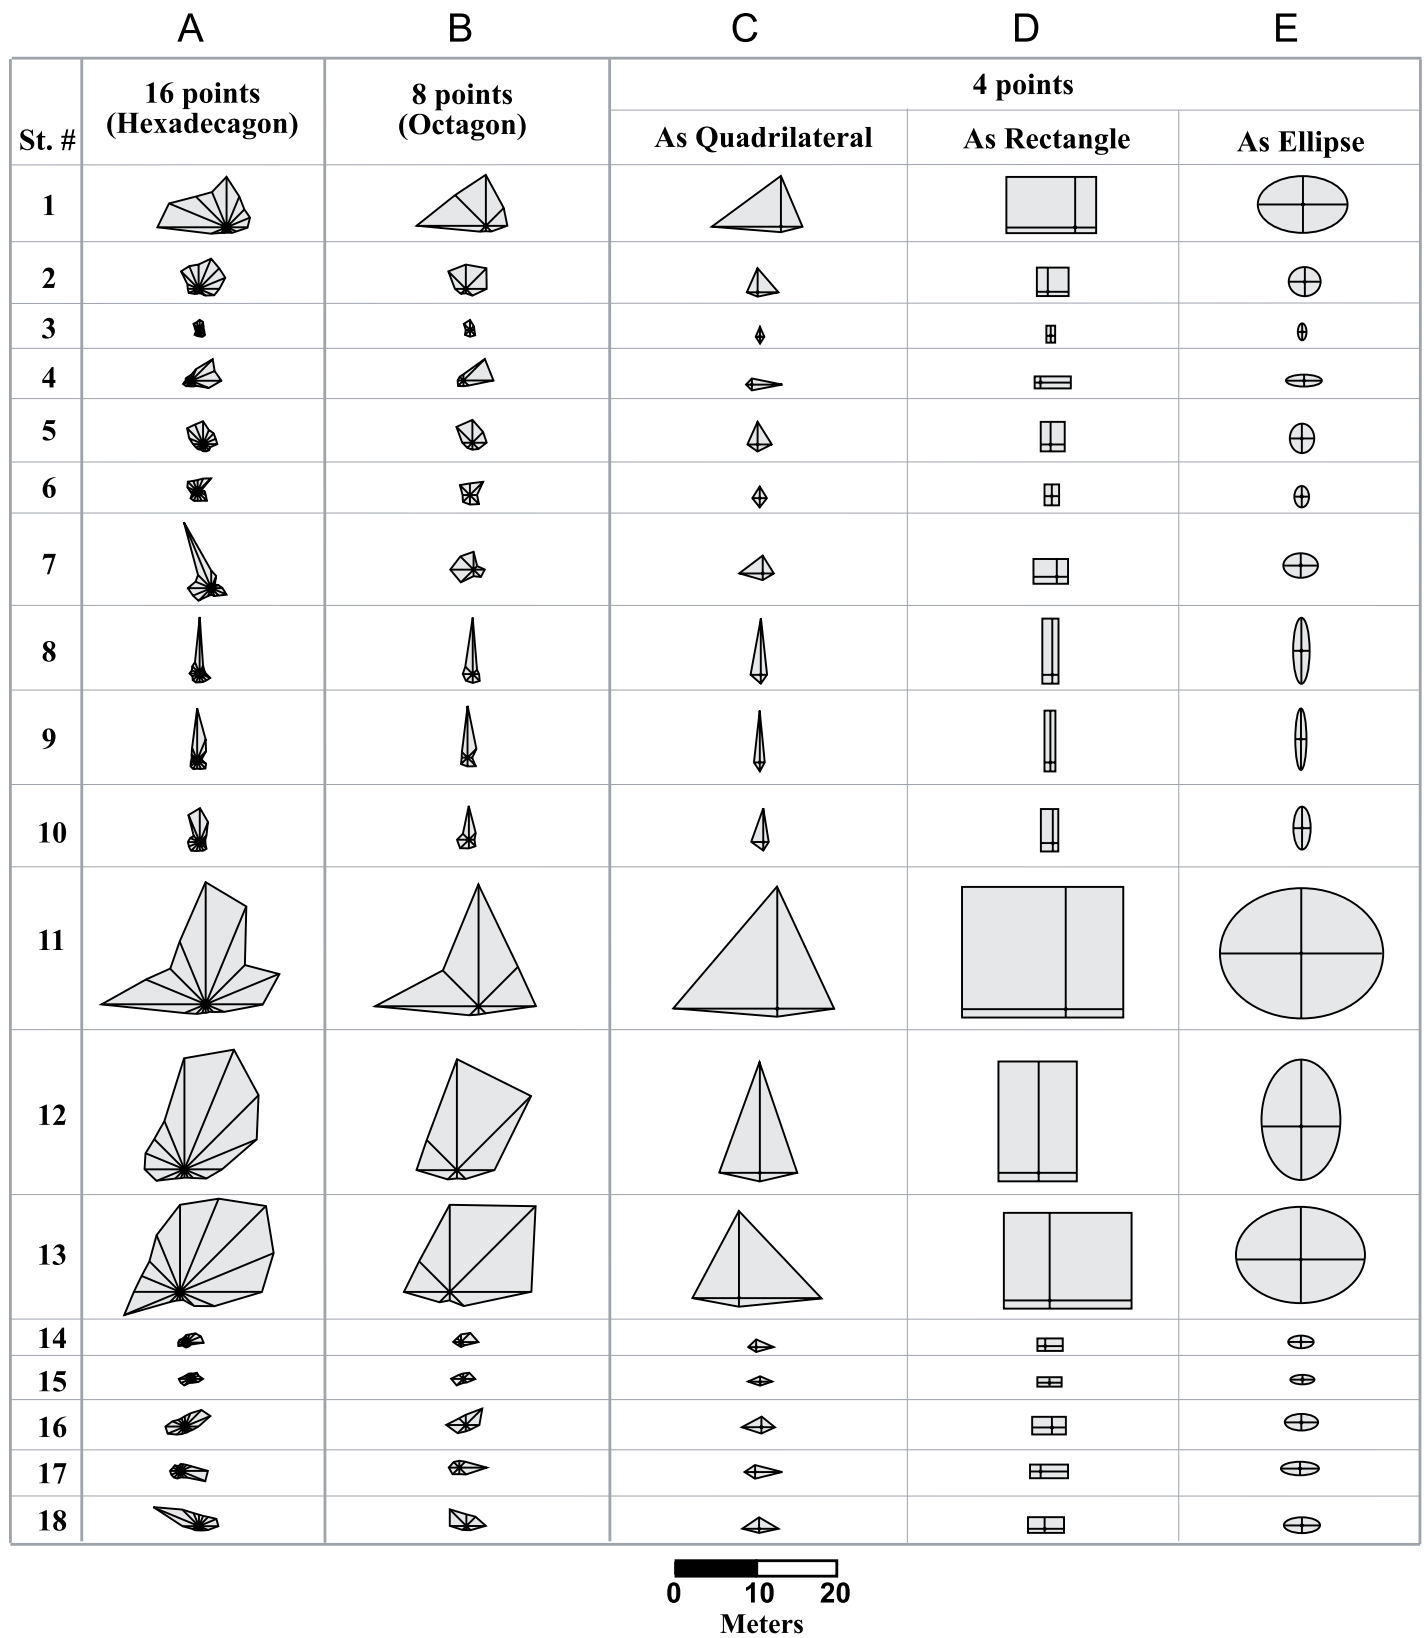 A B C D E
16 points
(Hexadecagon)
8 points
(Octagon)
4 points
St. #
As Quadrilateral
As Rectangle
As Ellipse
1
2
3
4
5
6
7
8
9
10
11
12
13
14
15
16
17
18
0 10 20
Meters